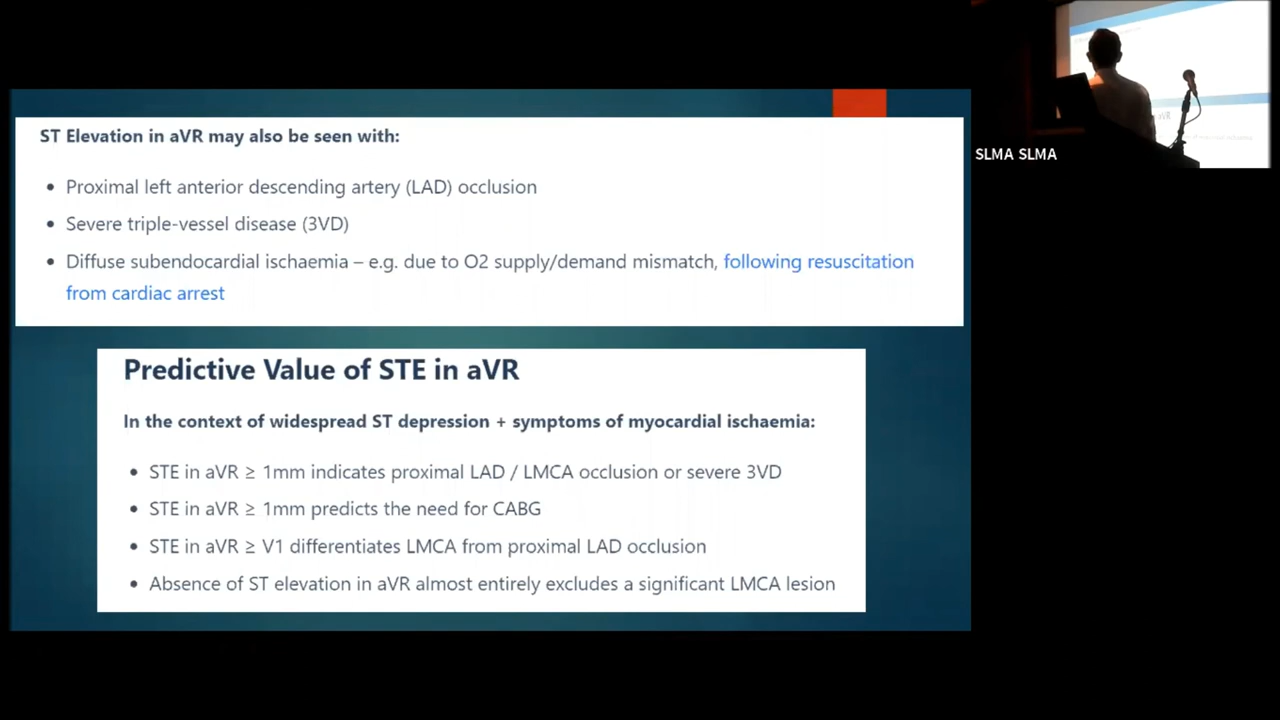 ST Elevation in aVR may also be seen with:
• Proximal left anterior descending artery (LAD) occlusion
• Severe triple-vessel disease (3VD)
• Diffuse subendocardial ischaemia – e.g. due to O2 supply/demand mismatch, following resuscitation
from cardiac arrest
Predictive Value of STE in aVR
In the context of widespread ST depression + symptoms of myocardial ischaemia:
• STE in aVR ≥ 1mm indicates proximal LAD / LMCA occlusion or severe 3VD
• STE in aVR ≥ 1mm predicts the need for CABG
• STE in aVR ≥ V1 differentiates LMCA from proximal LAD occlusion
• Absence of ST elevation in aVR almost entirely excludes a significant LMCA lesion
SLMA SLMA